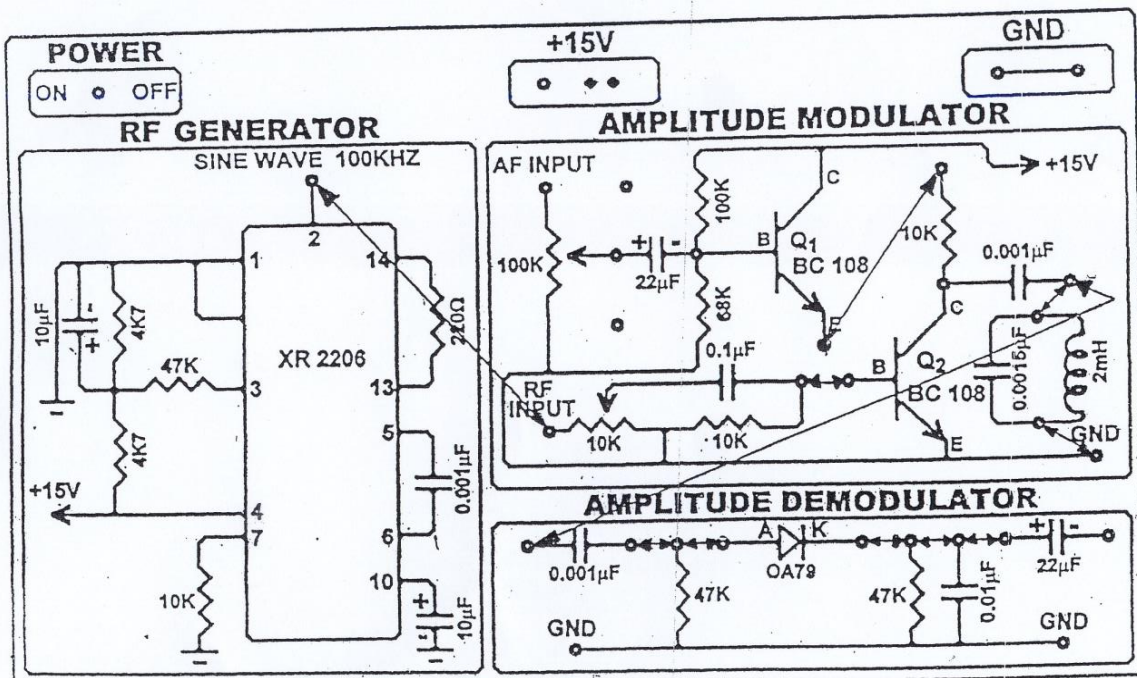 POWER
ON OFF
+15V
GND
RF GENERATOR
SINE WAVE 100KHZ
2
1
14
10µF
-
+
4K7
220Ω
XR 2206
47K
3
13
4K7
5
0.001µF
+15V
4
7
6
10K
10
+
-
10µF
AMPLITUDE MODULATOR
AF INPUT
+15V
100K
C
B
Q1
BC 108
10K
0.001µF
100K
+ -
22µF
68K
E
C
0.1µF
B
Q2
BC 108
0.0015µF
2mH
RF
INPUT
10K
10K
E
GND
AMPLITUDE DEMODULATOR
A K
+ -
0.001µF
OA79
22µF
47K
47K
0.01µF
GND
GND